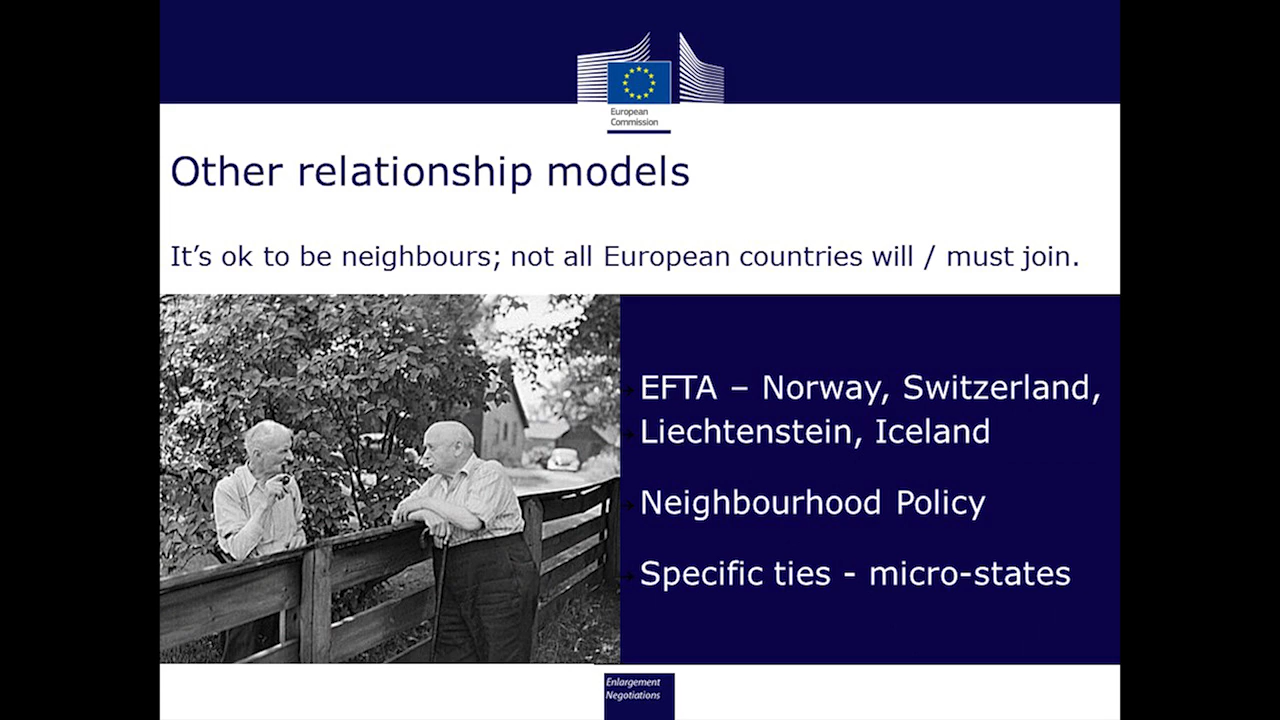 European
Commission
Other relationship models
It's ok to be neighbours; not all European countries will / must join.
EFTA – Norway, Switzerland,
Liechtenstein, Iceland
Neighbourhood Policy
Specific ties - micro-states
Enlargement
Negotiations